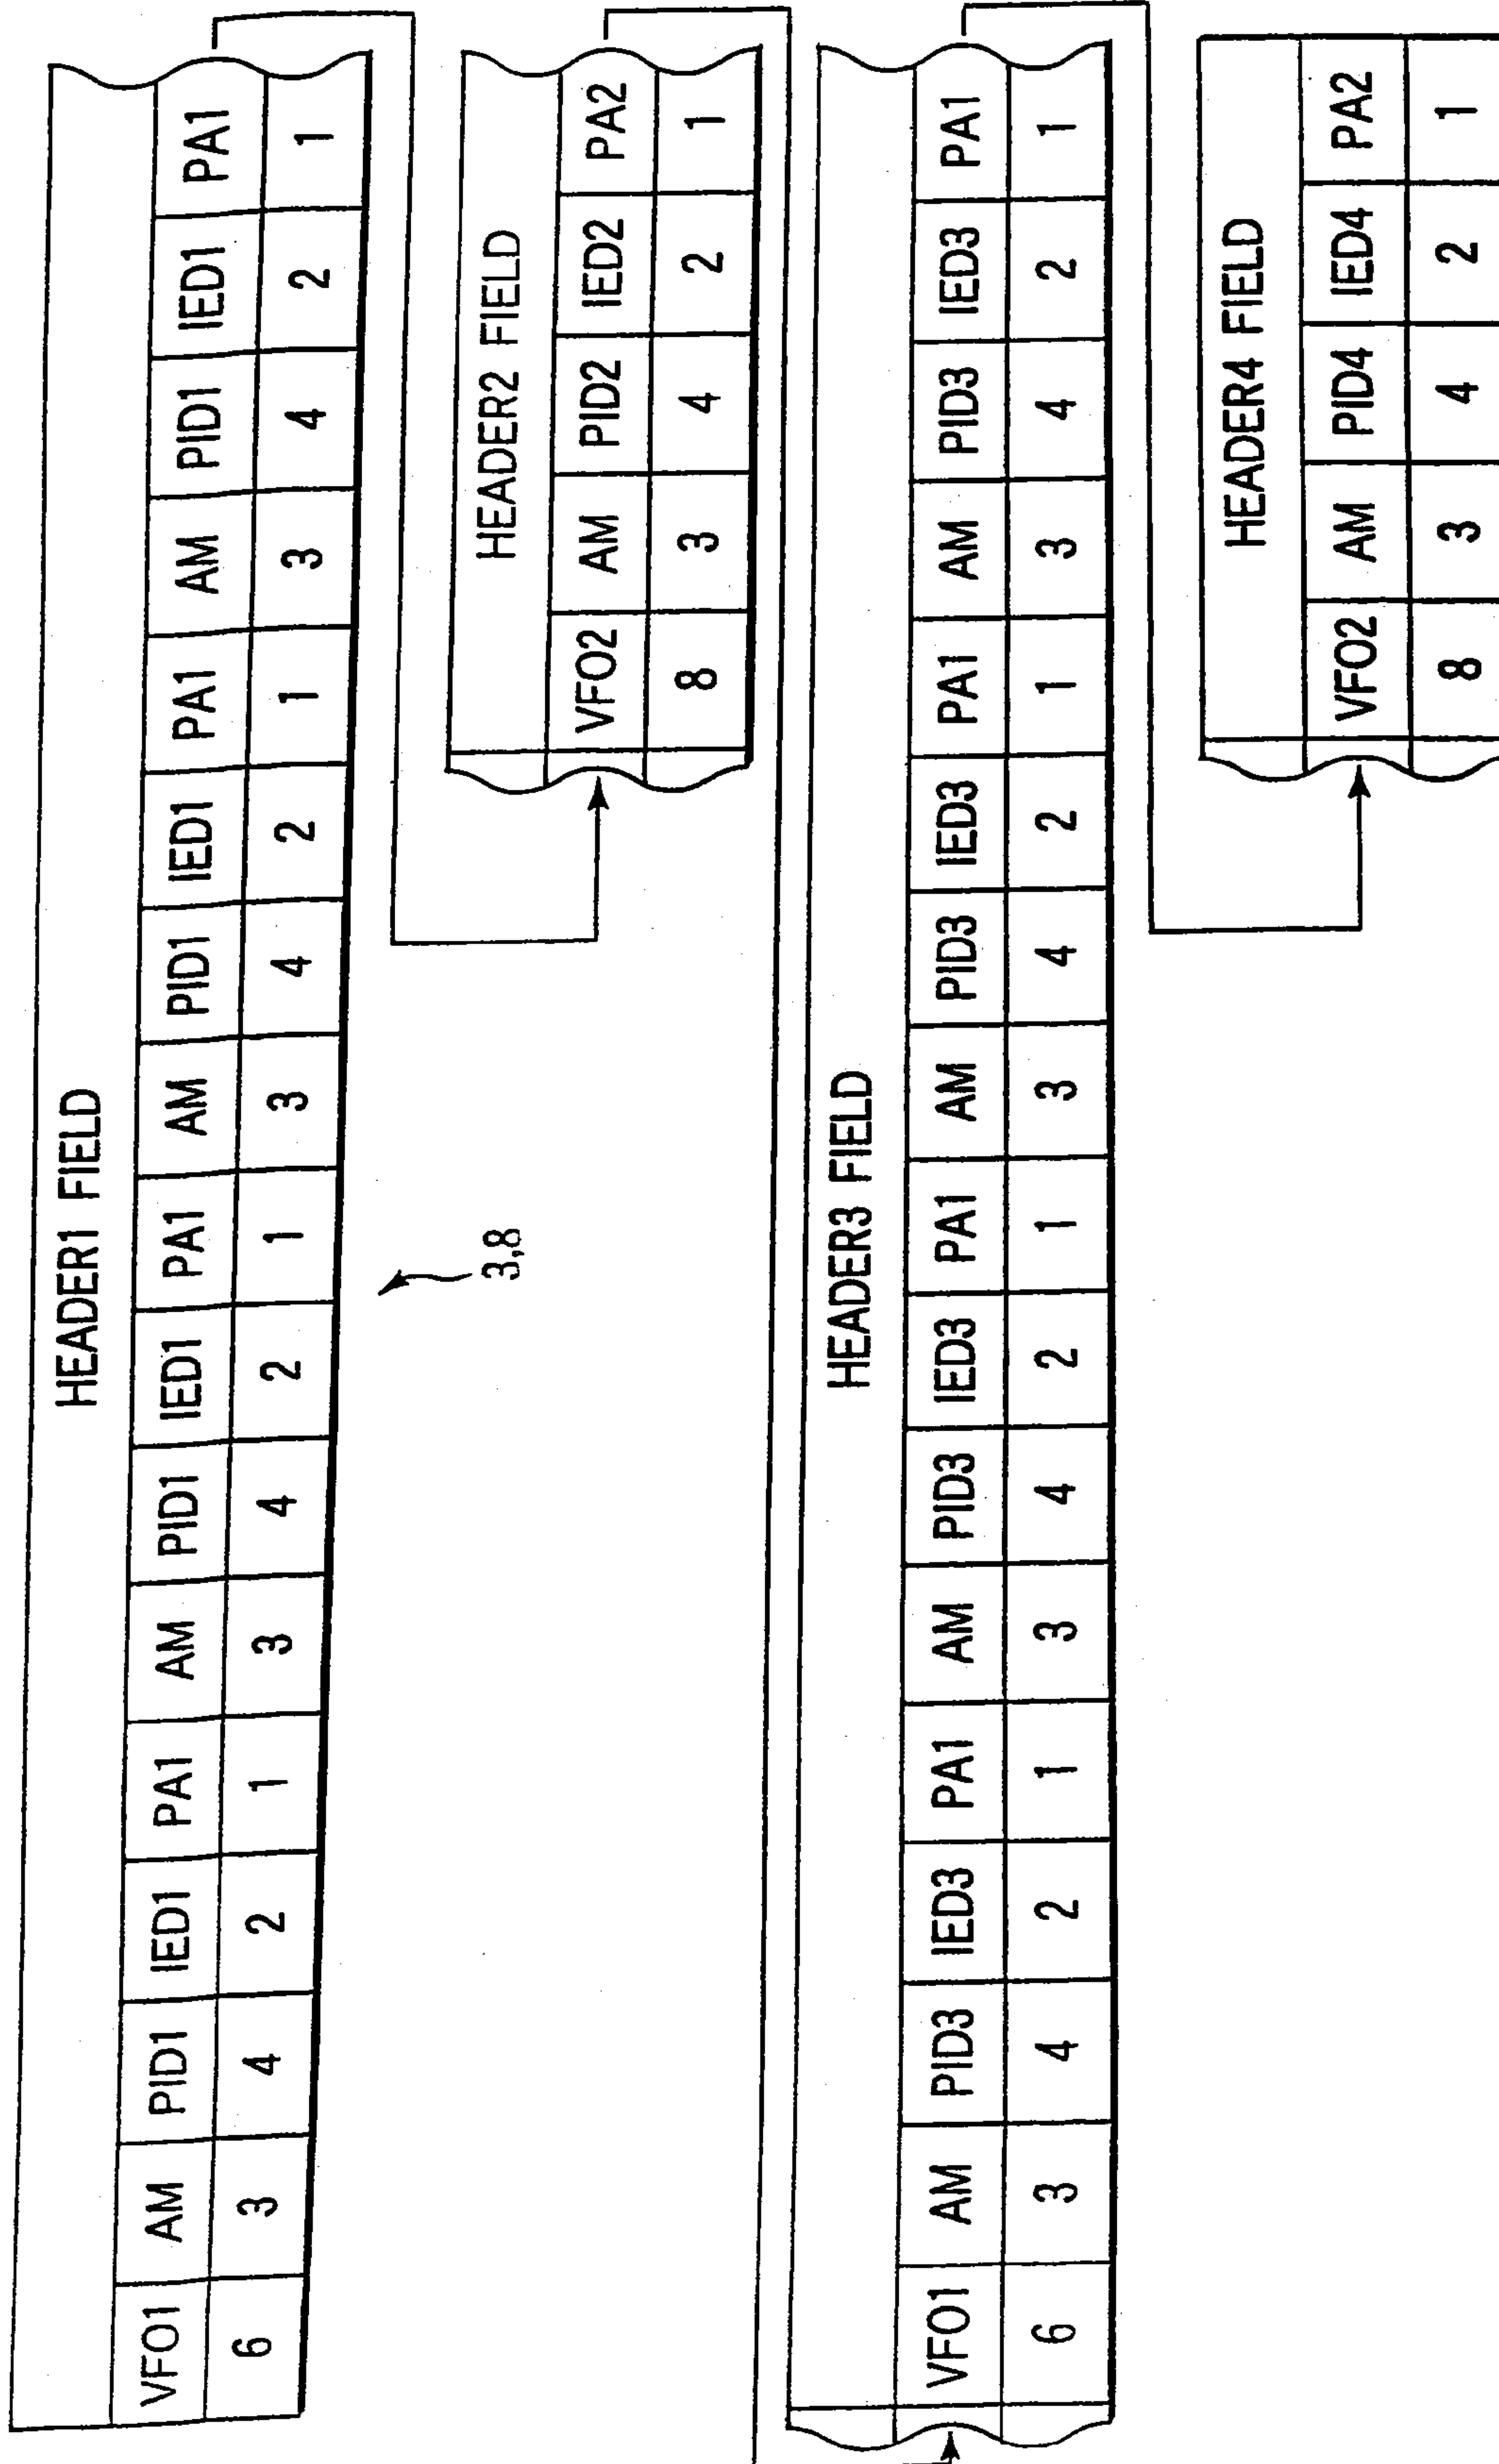 HEADER1 FIELD
VFO1 AM PID1 IED1 PA1 AM PID1 IED1 PA1 AM PID1 IED1 PA1 AM PID1 IED1 PA1
6 3 4 2 1 3 4 2 1 3 4 2 1 3 4 2 1
3,8
HEADER2 FIELD
VFO2 AM PID2 IED2 PA2
8 3 4 2 1
HEADER3 FIELD
VFO1 AM PID3 IED3 PA1 AM PID3 IED3 PA1 AM PID3 IED3 PA1 AM PID3 IED3 PA1
6 3 4 2 1 3 4 2 1 3 4 2 1 3 4 2 1
HEADER4 FIELD
VFO2 AM PID4 IED4 PA2
8 3 4 2 1